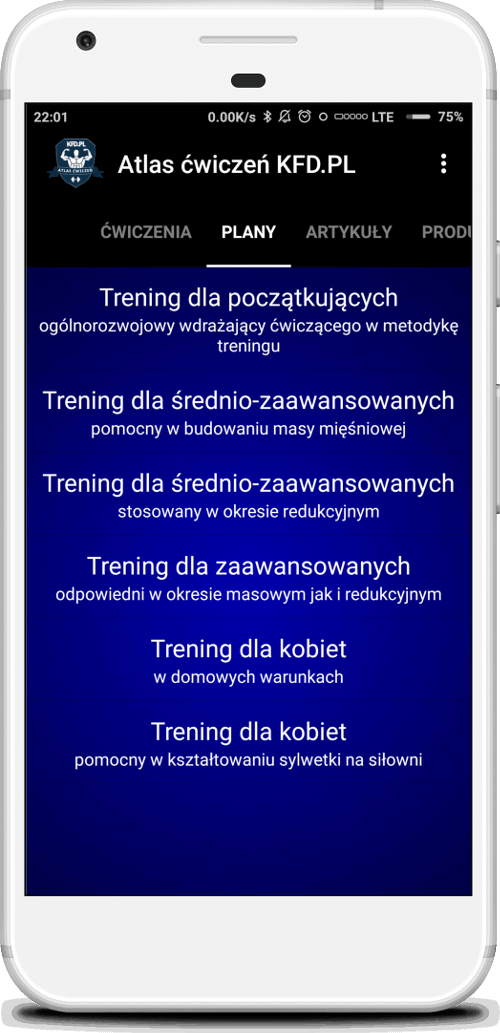 22:01 0.00K/s LTE 75%
KFD.PL
ATLAS ĆWICZEŃ
Atlas ćwiczeń KFD.PL
ĆWICZENIA PLANY ARTYKUŁY PRODU
Trening dla początkujących
ogólnorozwojowy wdrażający ćwiczącego w metodykę
treningu
Trening dla średnio-zaawansowanych
pomocny w budowaniu masy mięśniowej
Trening dla średnio-zaawansowanych
stosowany w okresie redukcyjnym
Trening dla zaawansowanych
odpowiedni w okresie masowym jak i redukcyjnym
Trening dla kobiet
w domowych warunkach
Trening dla kobiet
pomocny w kształtowaniu sylwetki na siłowni